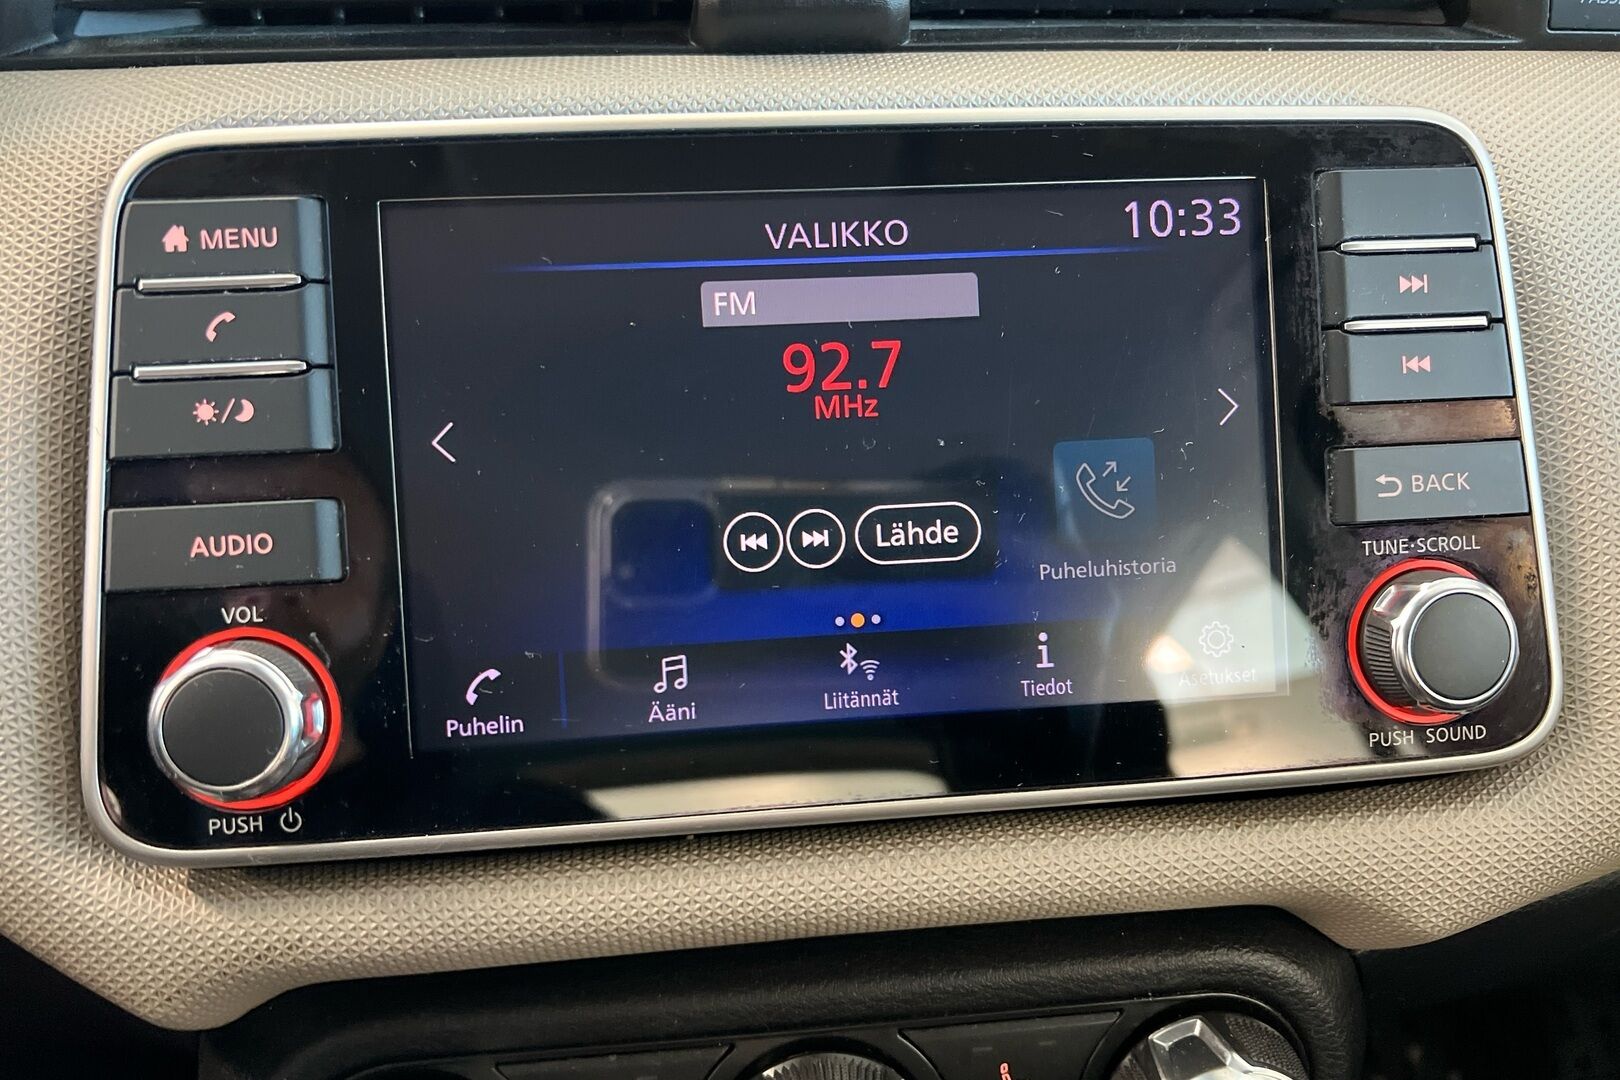 MENU
AUDIO
VOL
PUSH
VALIKKO
10:33
FM
92.7
MHz
Lähde
Puheluhistoria
Puhelin
Ääni
Liitännät
Tiedot
Asetukset
BACK
TUNE·SCROLL
PUSH SOUND